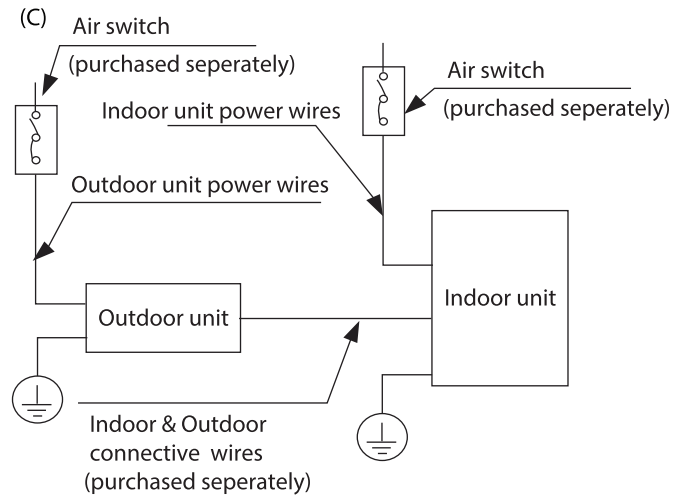 (C)
Air switch
(purchased seperately)
Air switch
(purchased seperately)
Indoor unit power wires
Outdoor unit power wires
Indoor unit
Outdoor unit
Indoor & Outdoor
connective wires
(purchased seperately)